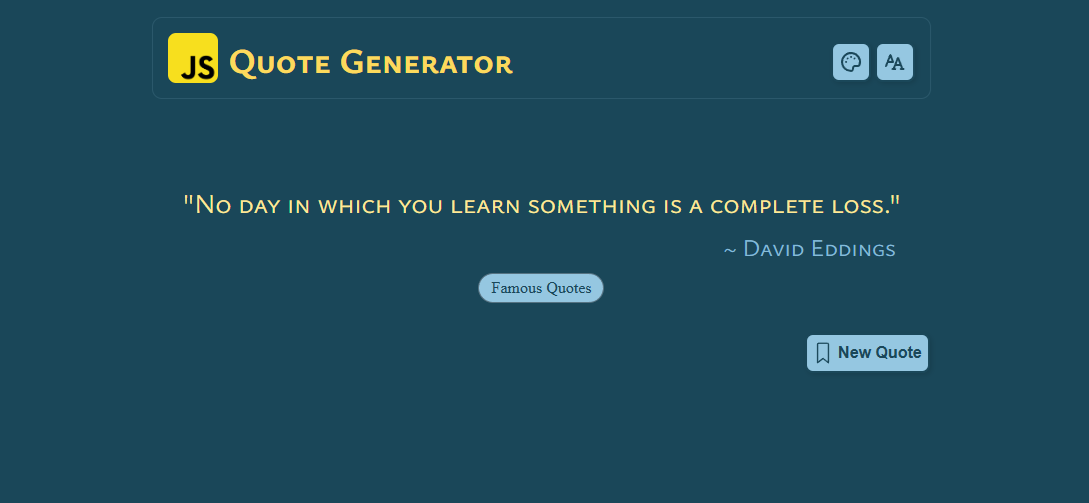 JS Quote Generator
AA
"No day in which you learn something is a complete loss."
~ David Eddings
Famous Quotes
New Quote